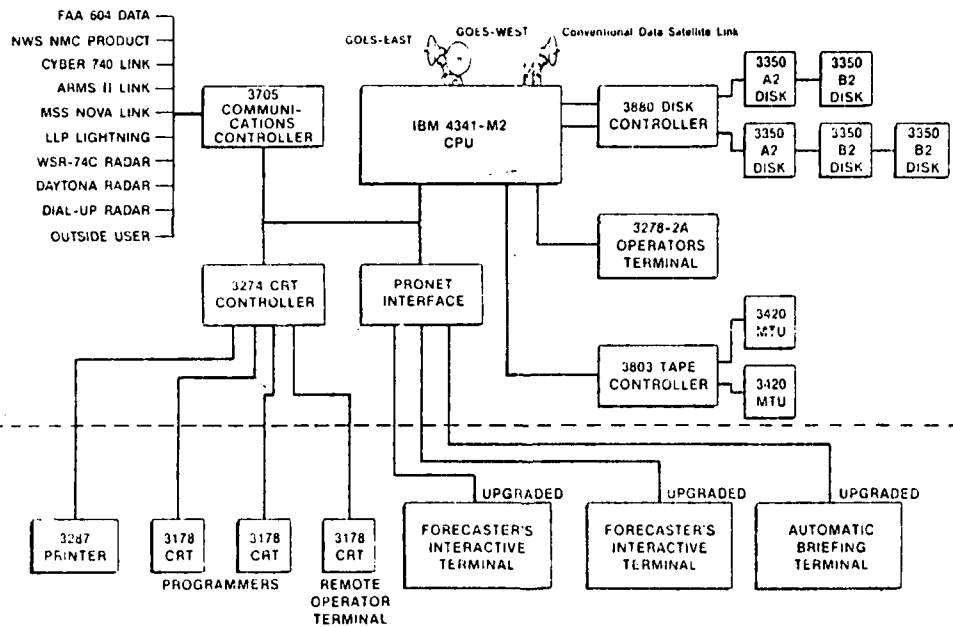 FAA 604 DATA
NWS NMC PRODUCT
CYBER 740 LINK
ARMS II LINK
MSS NOVA LINK
LLP LIGHTNING
WSR-74C RADAR
DAYTONA RADAR
DIAL-UP RADAR
OUTSIDE USER
3705
COMMUNI-
CATIONS
CONTROLLER
GOES-EAST
GOES-WEST
Conventional Data Satellite Link
IBM 4341-M2
CPU
3880 DISK
CONTROLLER
3350
A2
DISK
3350
B2
DISK
3350
A2
DISK
3350
B2
DISK
3350
B2
DISK
3278-2A
OPERATORS
TERMINAL
3274 CRT
CONTROLLER
PRONET
INTERFACE
3803 TAPE
CONTROLLER
3420
MTU
3420
MTU
3287
PRINTER
3178
CRT
3178
CRT
PROGRAMMERS
3178
CRT
REMOTE
OPERATOR
TERMINAL
UPGRADED
FORECASTER'S
INTERACTIVE
TERMINAL
UPGRADED
FORECASTER'S
INTERACTIVE
TERMINAL
UPGRADED
AUTOMATIC
BRIEFING
TERMINAL